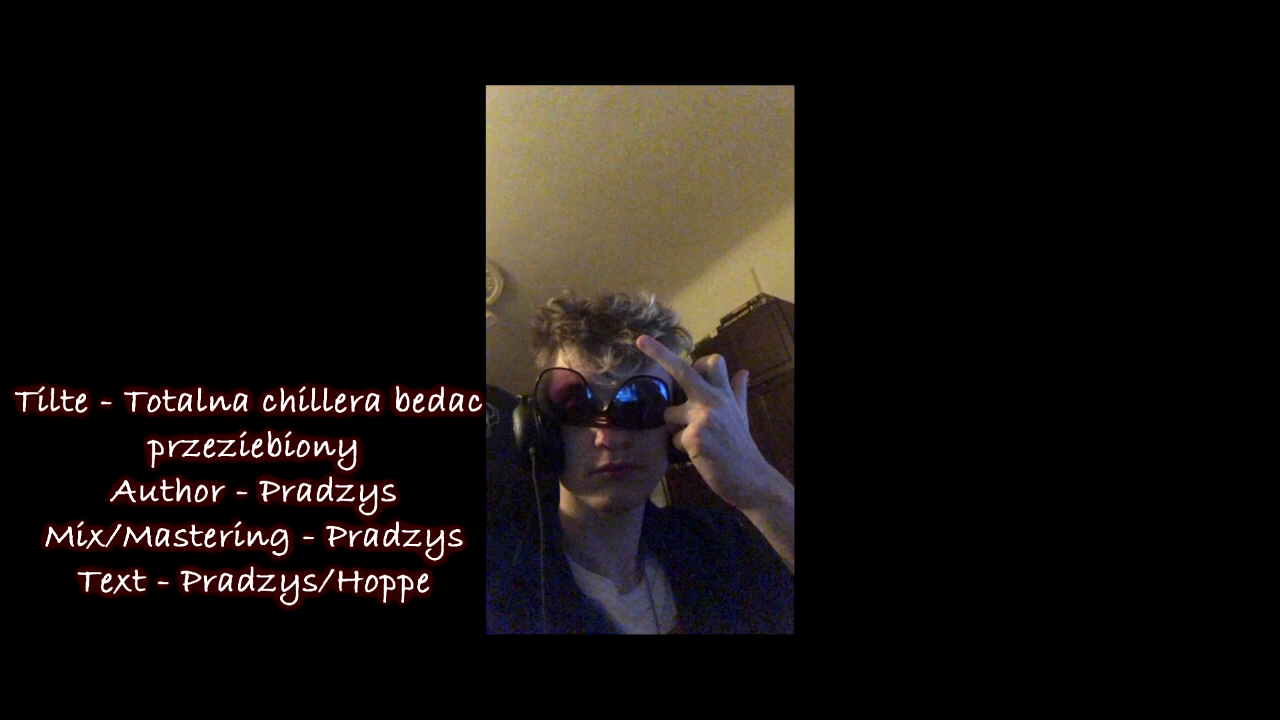 Tilte - Totalna chillera bedac
przeziebiony
Author - Pradzys
Mix/Mastering - Pradzys
Text - Pradzys/Hoppe